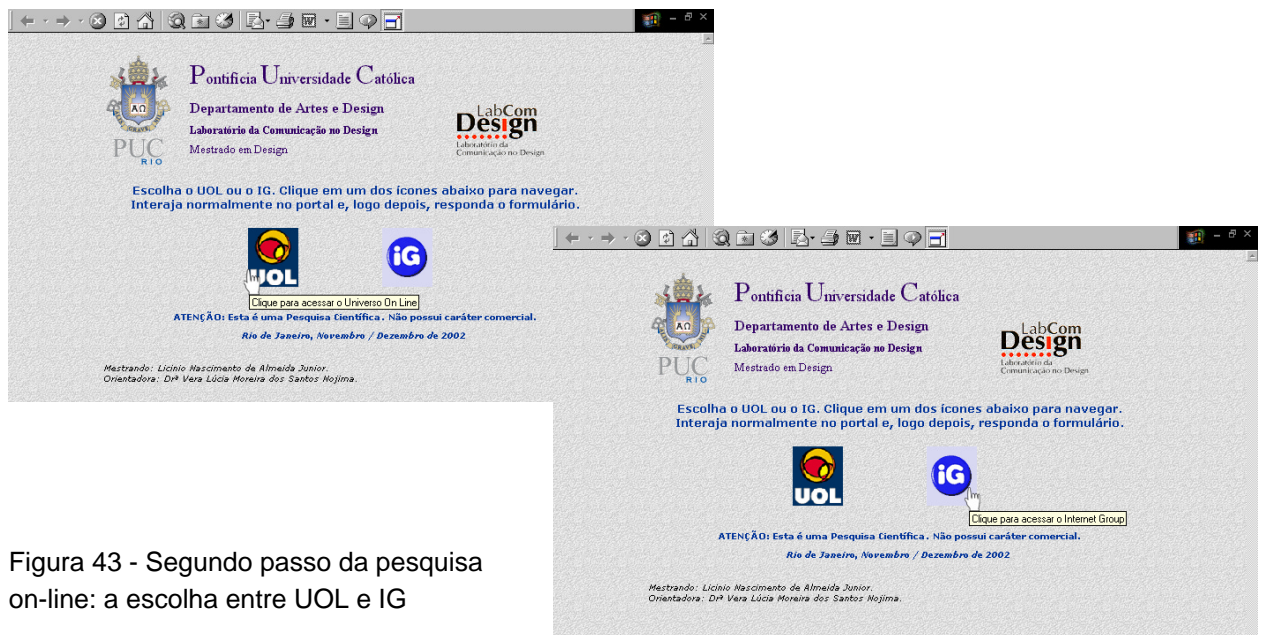 Pontificia Universidade Católica
Departamento de Artes e Design
Laboratório da Comunicação no Design
Mestrado em Design
PUC
RIO
LabCom
Design
Laboratório da
Comunicação no Design
Escolha o UOL ou o IG. Clique em um dos ícones abaixo para navegar.
Interaja normalmente no portal e, logo depois, responda o formulário.
UOL
iG
Clique para acessar o Universo On Line
ATENÇÃO: Esta é uma Pesquisa Científica. Não possui caráter comercial.
Rio de Janeiro, Novembro / Dezembro de 2002
Mestrando: Licínio Nascimento de Almeida Junior.
Orientadora: Drª Vera Lúcia Moreira dos Santos Nojima.
Pontificia Universidade Católica
Departamento de Artes e Design
Laboratório da Comunicação no Design
Mestrado em Design
PUC
RIO
LabCom
Design
Laboratório da
Comunicação no Design
Escolha o UOL ou o IG. Clique em um dos ícones abaixo para navegar.
Interaja normalmente no portal e, logo depois, responda o formulário.
UOL
iG
Clique para acessar o Internet Group
ATENÇÃO: Esta é uma Pesquisa Científica. Não possui caráter comercial.
Rio de Janeiro, Novembro / Dezembro de 2002
Mestrando: Licínio Nascimento de Almeida Junior.
Orientadora: Drª Vera Lúcia Moreira dos Santos Nojima.
Figura 43 - Segundo passo da pesquisa
on-line: a escolha entre UOL e IG